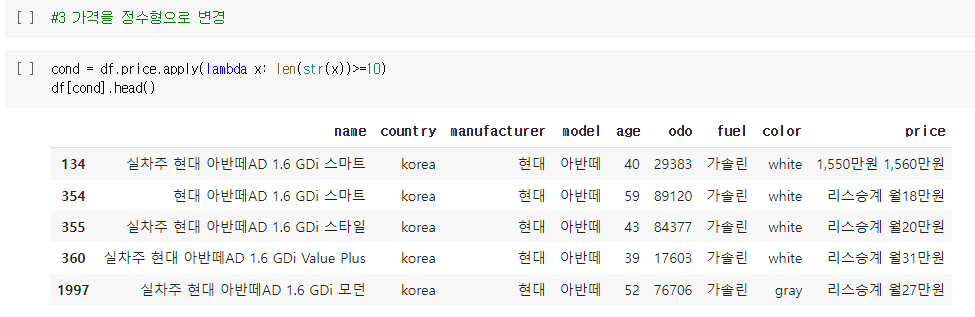 [ ] #3 가격을 정수형으로 변경
[ ] cond = df.price.apply(lambda x: len(str(x))>=10)
df[cond].head()
name country manufacturer model age odo fuel color price
134 실차주 현대 아반떼AD 1.6 GDi 스마트 korea 현대 아반떼 40 29383 가솔린 white 1,550만원 1,560만원
354 현대 아반떼AD 1.6 GDi 스마트 korea 현대 아반떼 59 89120 가솔린 white 리스승계 월18만원
355 실차주 현대 아반떼AD 1.6 GDi 스타일 korea 현대 아반떼 43 84377 가솔린 white 리스승계 월20만원
360 실차주 현대 아반떼AD 1.6 GDi Value Plus korea 현대 아반떼 39 17603 가솔린 white 리스승계 월31만원
1997 실차주 현대 아반떼AD 1.6 GDi 모던 korea 현대 아반떼 52 76706 가솔린 gray 리스승계 월27만원